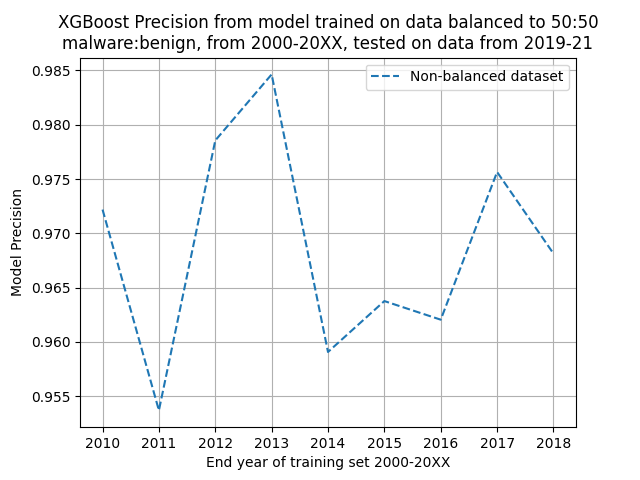 XGBoost Precision from model trained on data balanced to 50:50
malware:benign, from 2000-20XX, tested on data from 2019-21
Non-balanced dataset
Model Precision
0.985
0.980
0.975
0.970
0.965
0.960
0.955
2010 2011 2012 2013 2014 2015 2016 2017 2018
End year of training set 2000-20XX